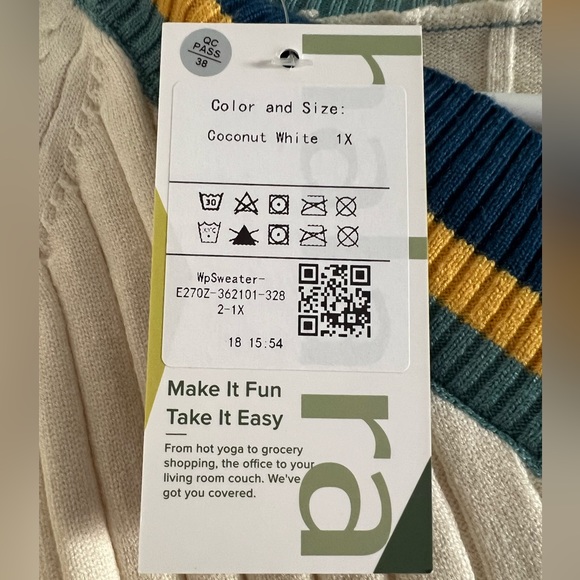 QC
PASS
38
halara
Color and Size:
Coconut White 1X
30
WpSweater-
E270Z-362101-328
2-1X
18 15:54
Make It Fun
Take It Easy
From hot yoga to grocery
shopping, the office to your
living room couch. We've
got you covered.